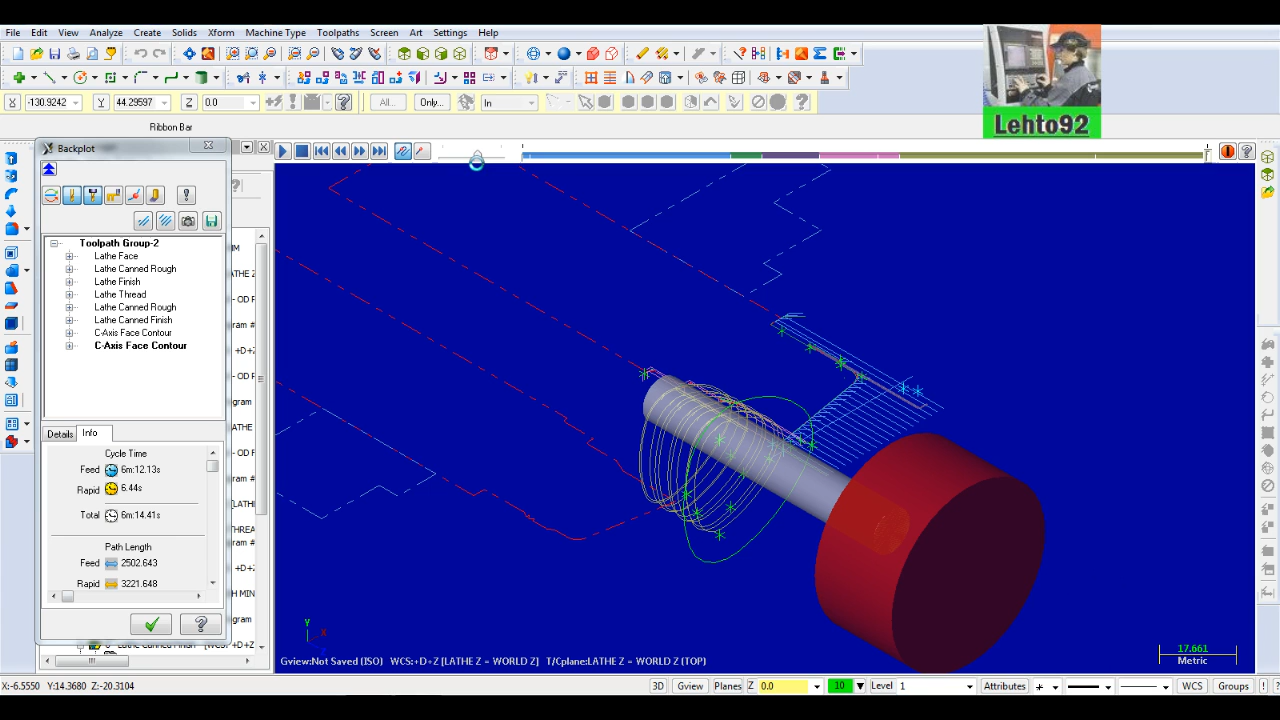 File Edit View Analyze Create Solids Xform Machine Type Toolpaths Screen Art Settings Help
X -130.9242 Y 44.29597 Z 0.0 All... Only... In
Lehto92
Ribbon Bar
Backplot
Toolpath Group-2
Lathe Face
Lathe Canned Rough
Lathe Finish
Lathe Thread
Lathe Canned Rough
Lathe Canned Finish
C-Axis Face Contour
C-Axis Face Contour
Details Info
Cycle Time
Feed 6m:12.13s
Rapid 6.44s
Total 6m:14.41s
Path Length
Feed 2502.643
Rapid 3221.648
Y
X
17.661
Metric
Gview:Not Saved (ISO) WCS:+D+Z [LATHE Z = WORLD Z] T/Cplane:LATHE Z = WORLD Z (TOP)
X:-6.5550 Y:14.3680 Z:-20.3104 3D Gview Planes Z 0.0 10 Level 1 Attributes WCS Groups